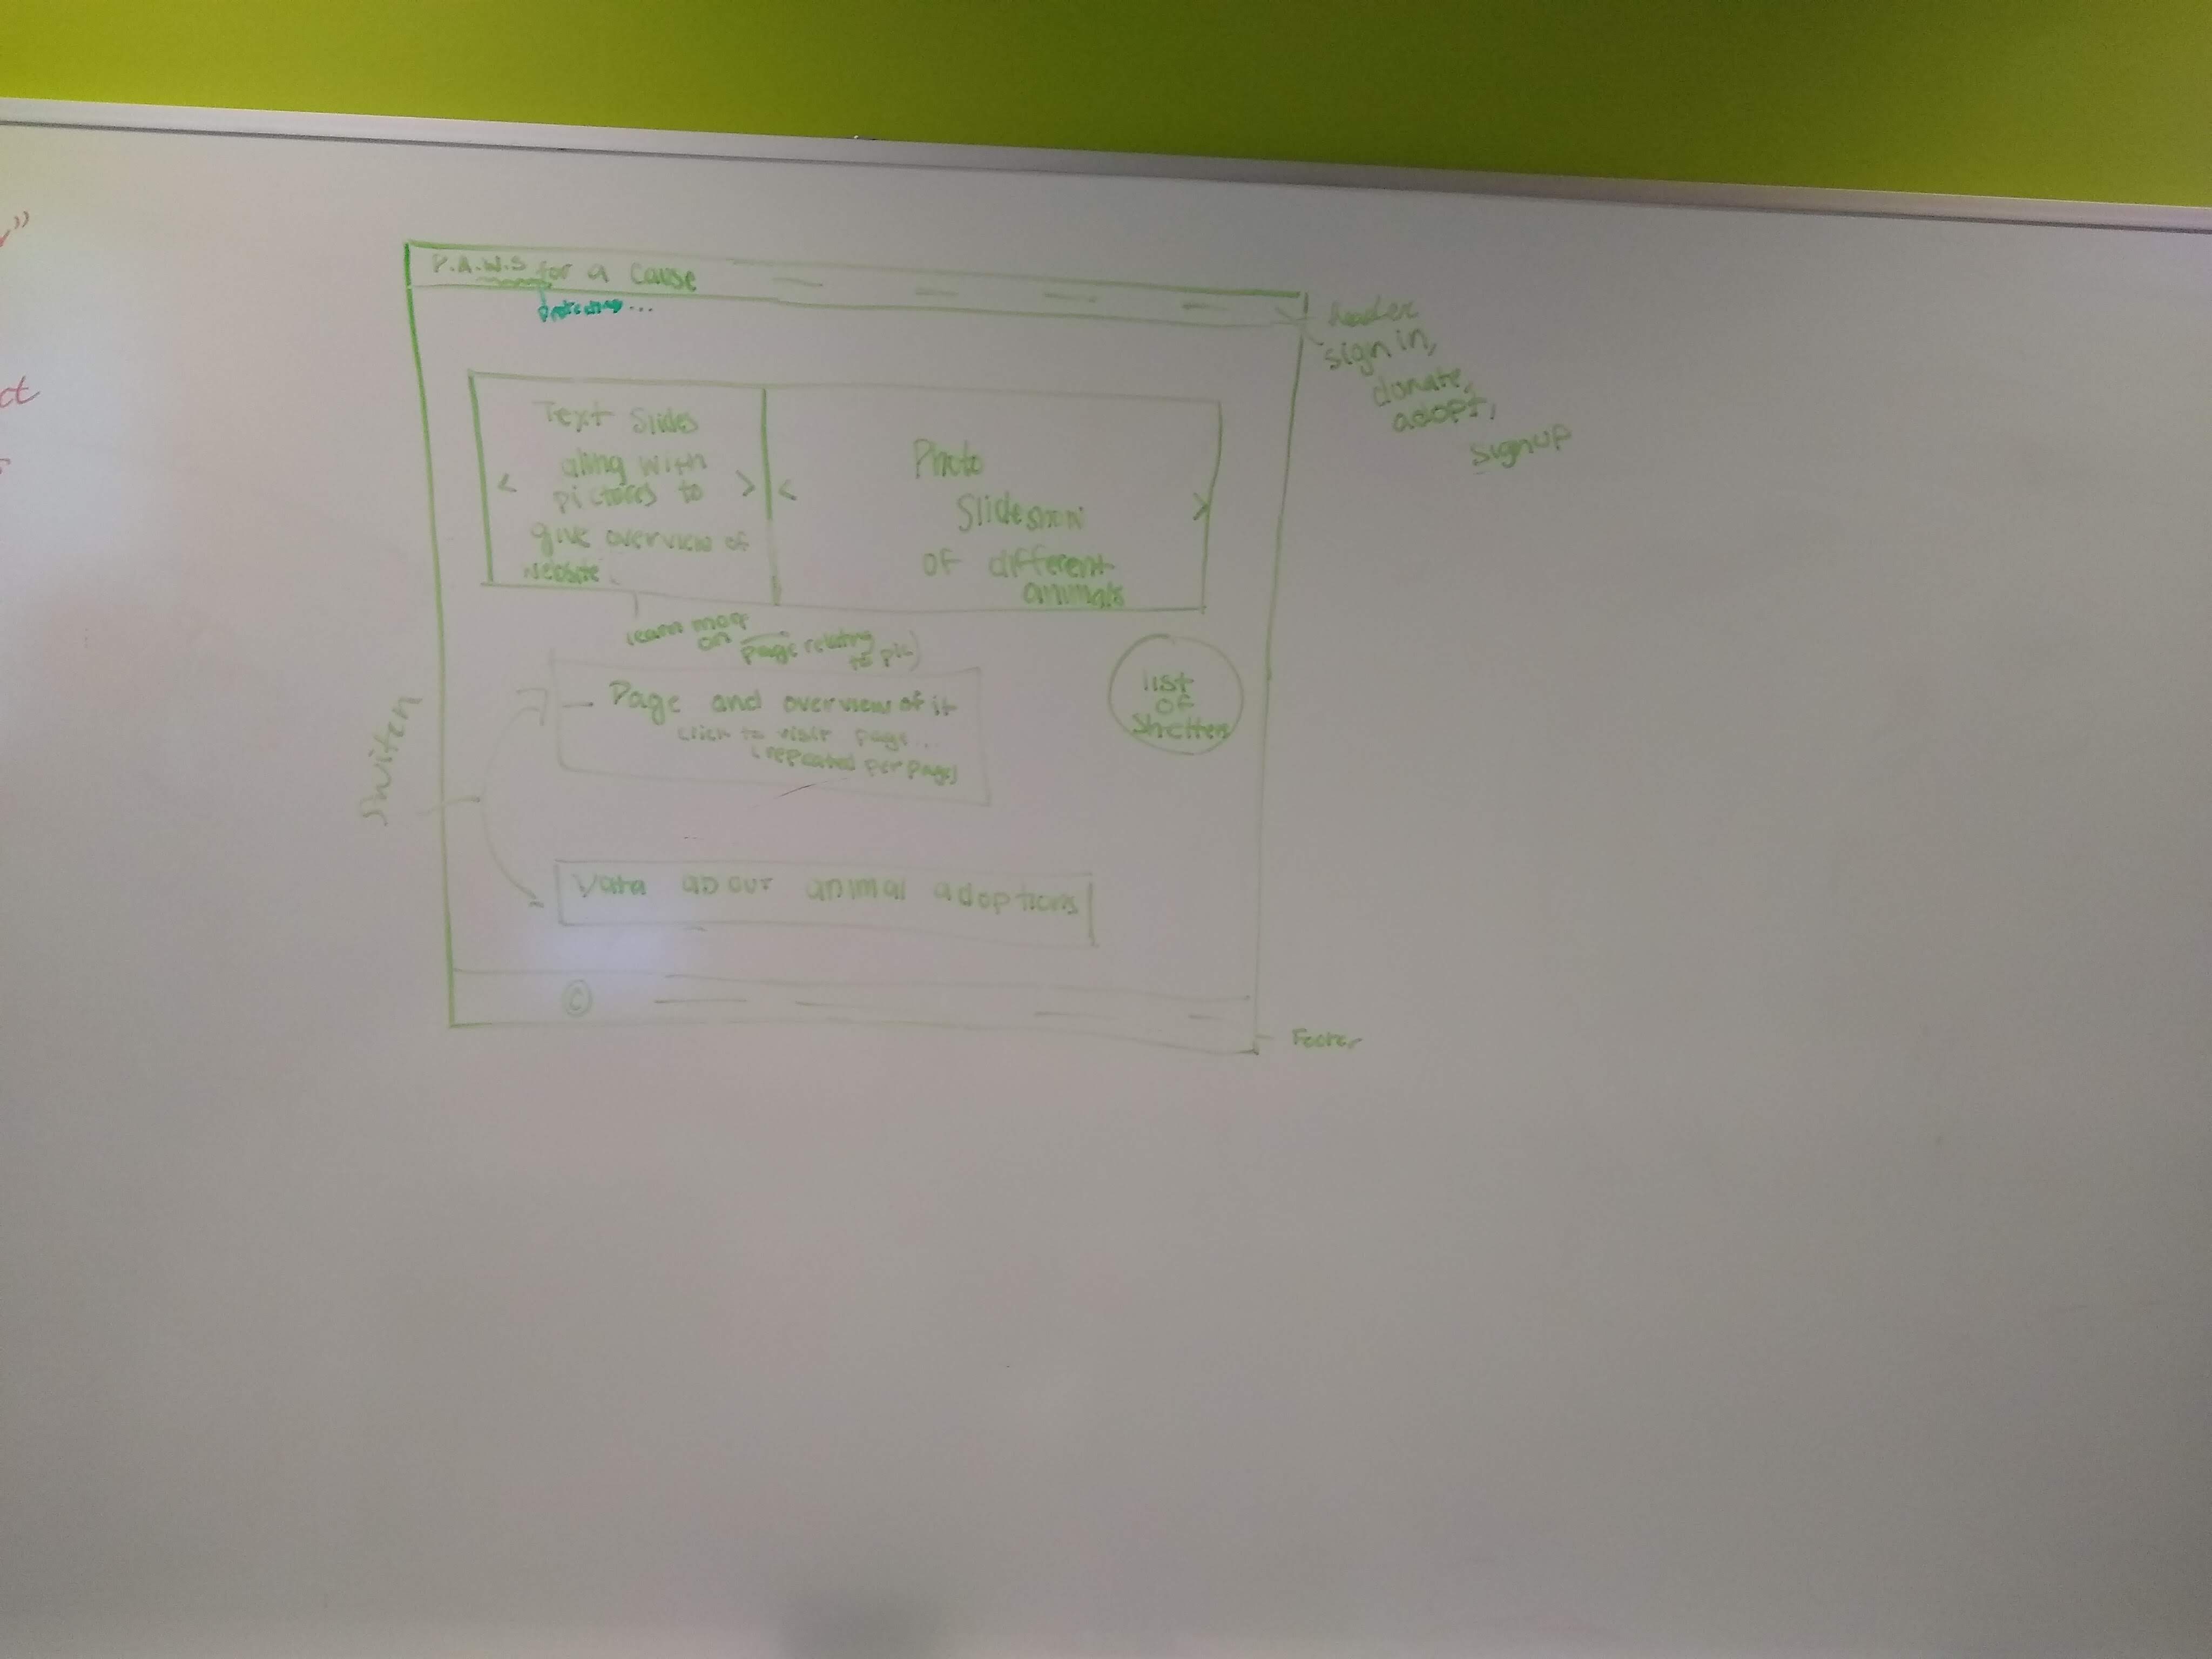 P.A.W.S for a cause
header
sign in,
donate,
adopt,
signup
Text Slides
along with
< pictures to >
give overview of
website.
< Photo
Slideshow >
of different
animals
learn more
on page relating
to pic)
Page and overview of it
click to visit page..
(repeated per page)
list
of
Switch
Data about animal adoptions
©
Footer
ct